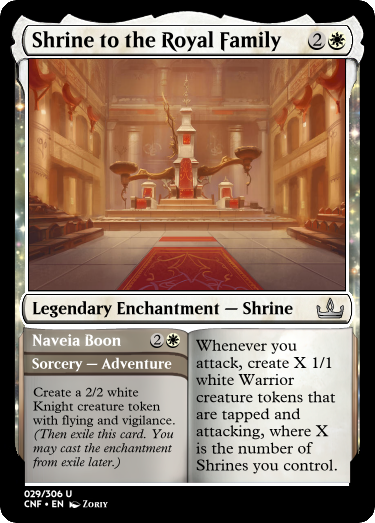 Shrine to the Royal Family 2
Legendary Enchantment — Shrine
Naveia Boon 2
Sorcery — Adventure
Create a 2/2 white
Knight creature token
with flying and vigilance.
(Then exile this card. You
may cast the enchantment
from exile later.)
Whenever you
attack, create X 1/1
white Warrior
creature tokens that
are tapped and
attacking, where X
is the number of
Shrines you control.
029/306 U
CNF • EN Zoriy